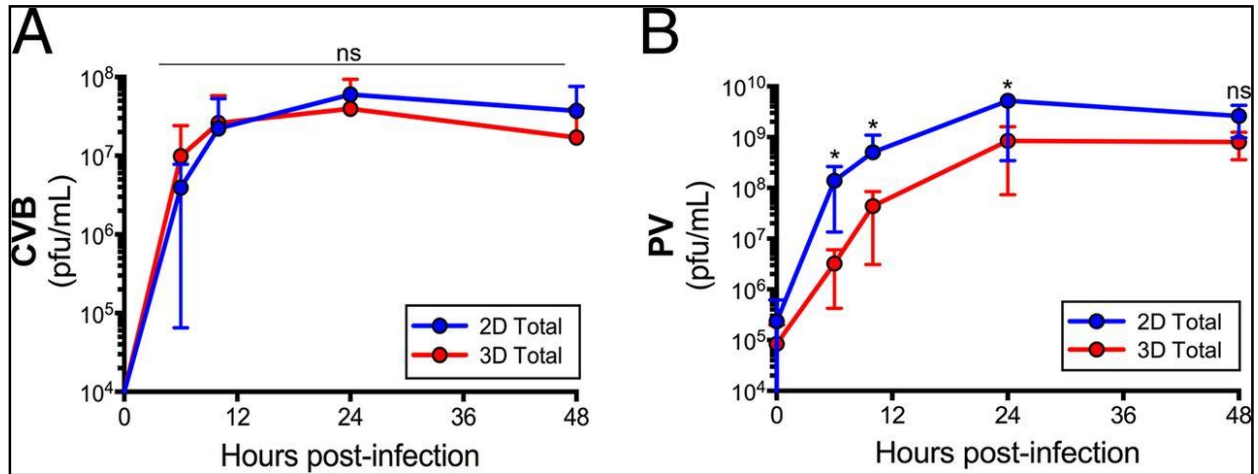 A
ns
10^8
10^7
10^6
10^5
10^4
CVB
(pfu/mL)
2D Total
3D Total
0 12 24 36 48
Hours post-infection
B
* * * ns
10^10
10^9
10^8
10^7
10^6
10^5
10^4
PV
(pfu/mL)
2D Total
3D Total
0 12 24 36 48
Hours post-infection